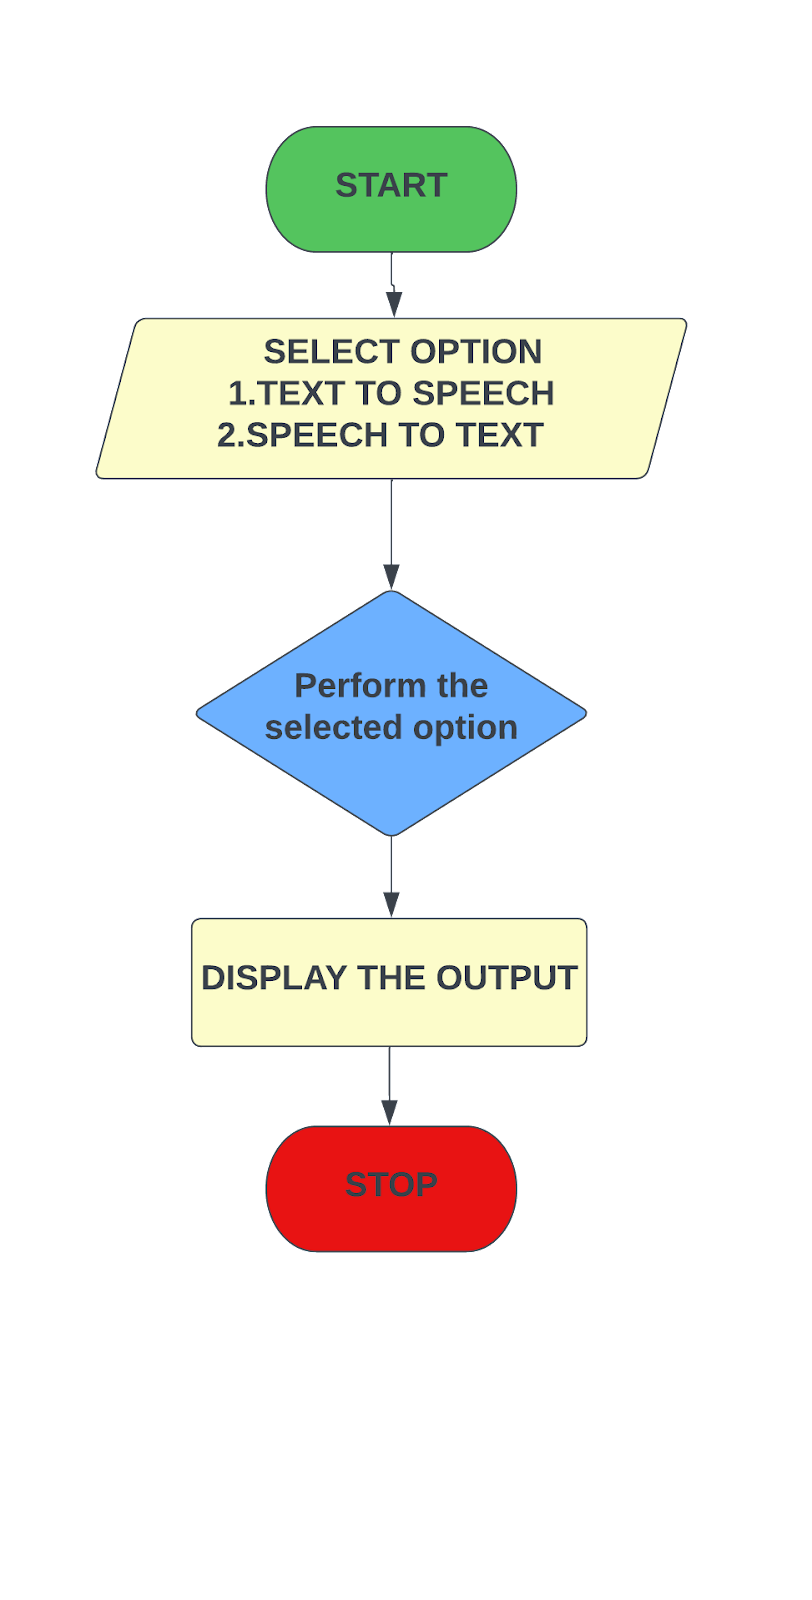 START
SELECT OPTION
1.TEXT TO SPEECH
2.SPEECH TO TEXT
Perform the
selected option
DISPLAY THE OUTPUT
STOP